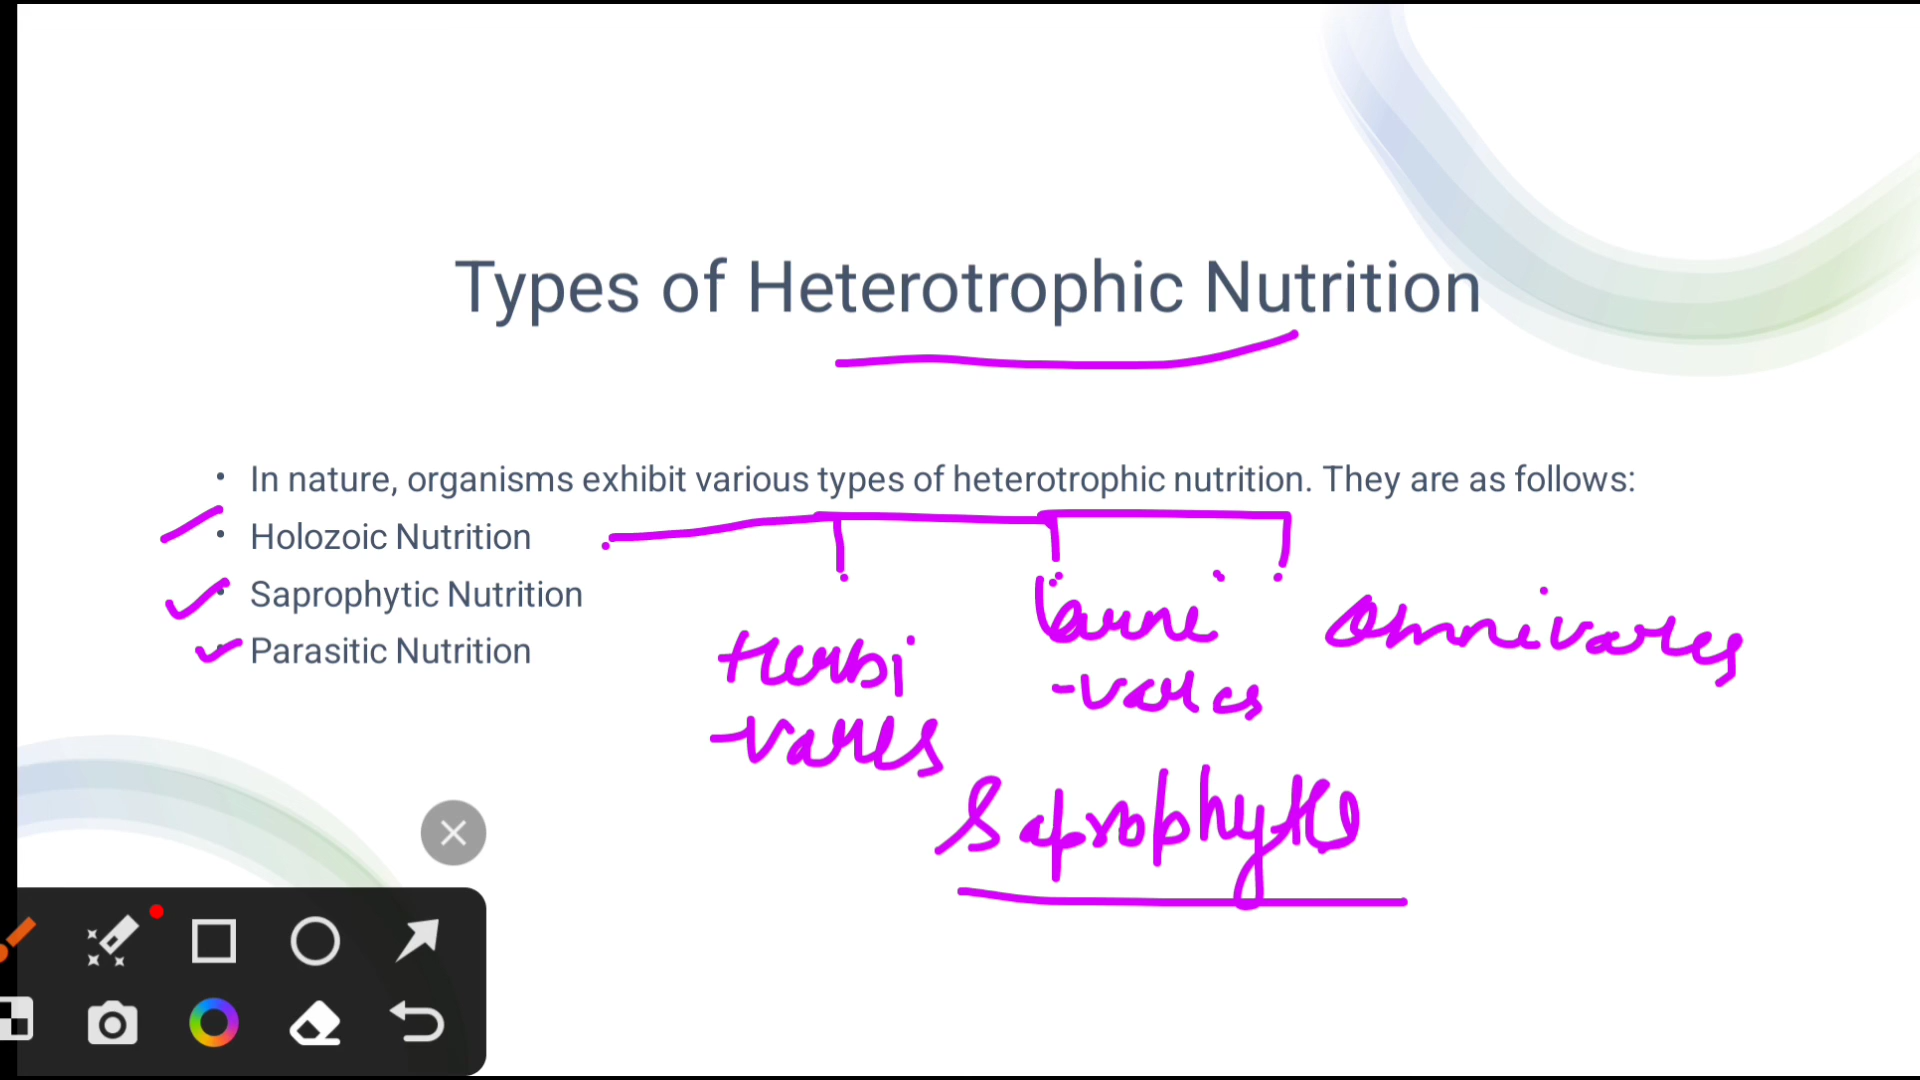 Types of Heterotrophic Nutrition
• In nature, organisms exhibit various types of heterotrophic nutrition. They are as follows:
• Holozoic Nutrition
• Saprophytic Nutrition
• Parasitic Nutrition
Herbi
-vores
Carni
-vores
Omnivores
Saprophytes